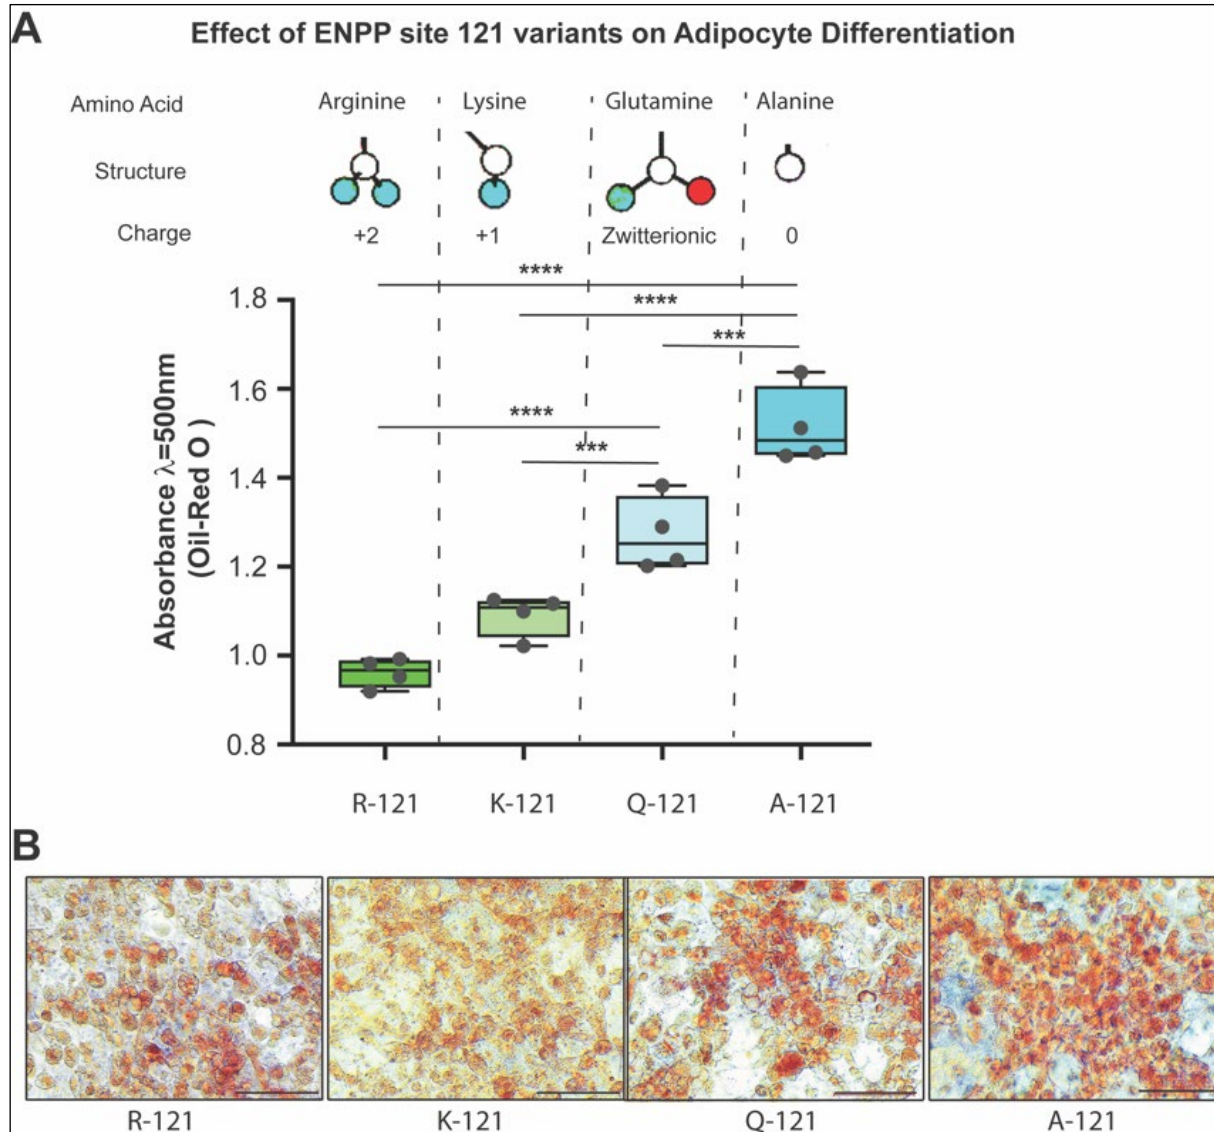 A
Effect of ENPP site 121 variants on Adipocyte Differentiation
Amino Acid Arginine Lysine Glutamine Alanine
Structure
Charge +2 +1 Zwitterionic 0
****
****
***
****
***
1.8
1.6
1.4
1.2
1.0
0.8
Absorbance λ=500nm
(Oil-Red O )
R-121 K-121 Q-121 A-121
B
R-121 K-121 Q-121 A-121